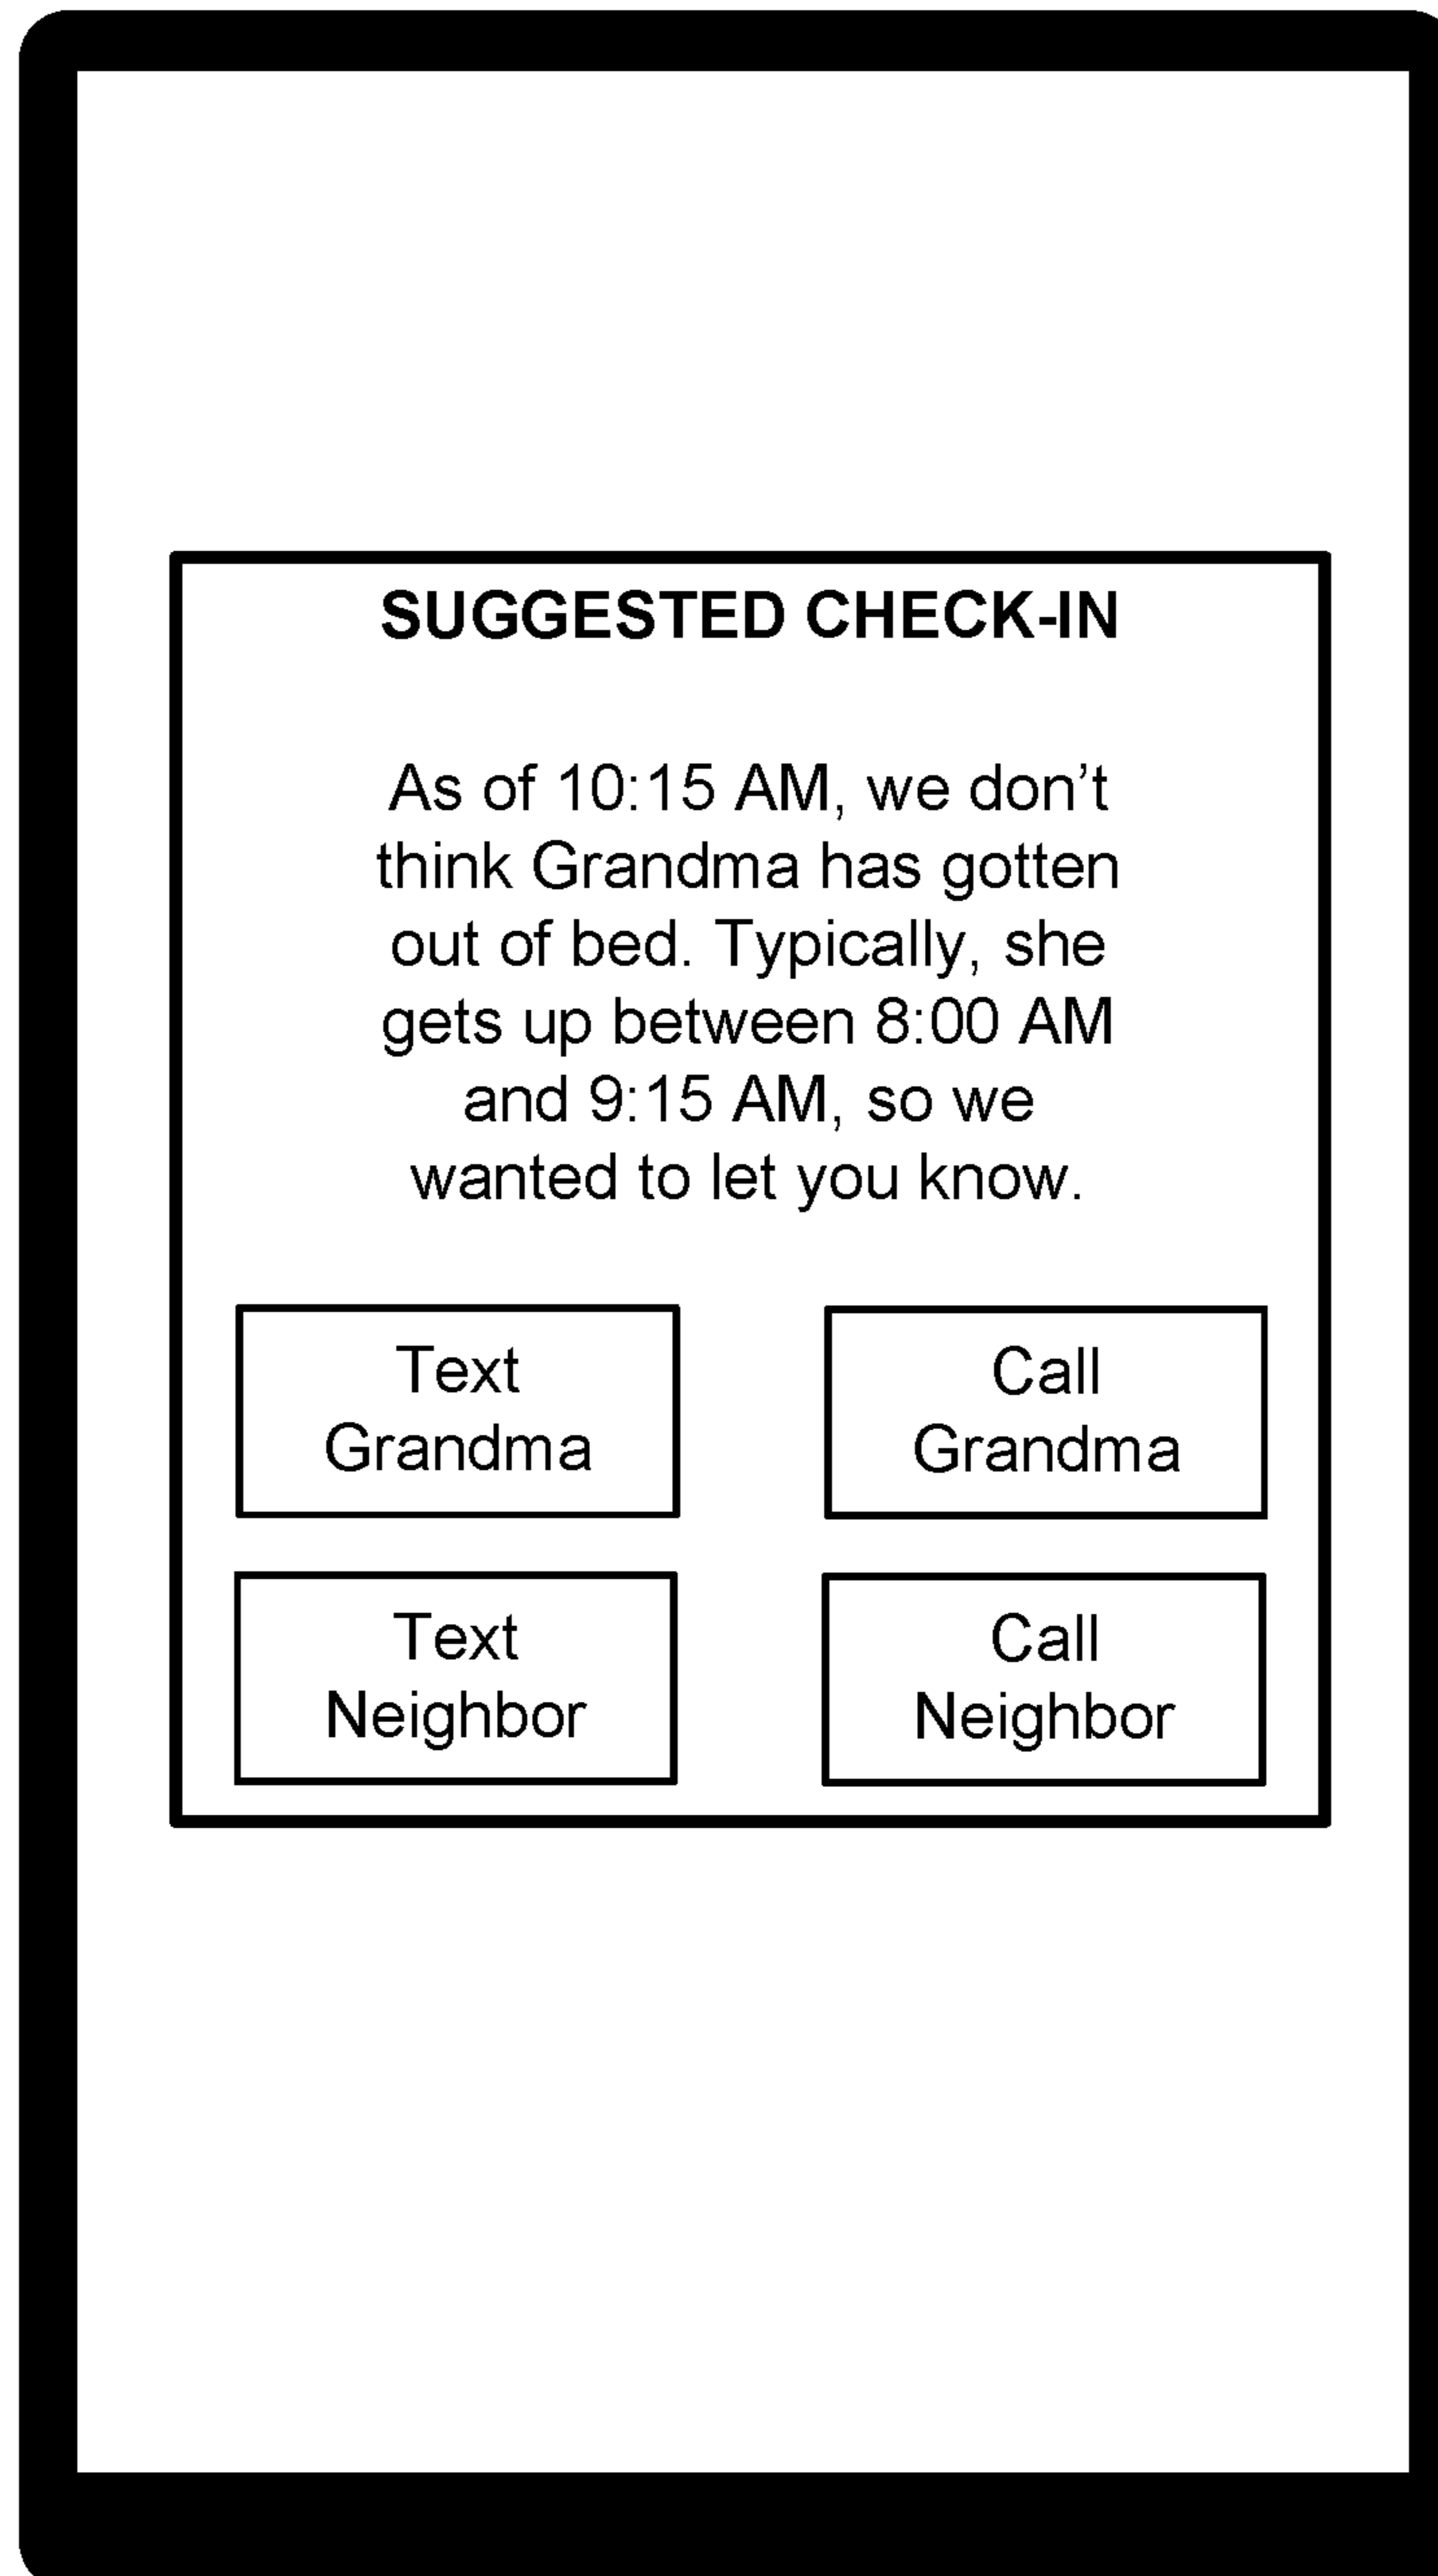 SUGGESTED CHECK-IN
As of 10:15 AM, we don’t
think Grandma has gotten
out of bed. Typically, she
gets up between 8:00 AM
and 9:15 AM, so we
wanted to let you know.
Text
Grandma
Call
Grandma
Text
Neighbor
Call
Neighbor